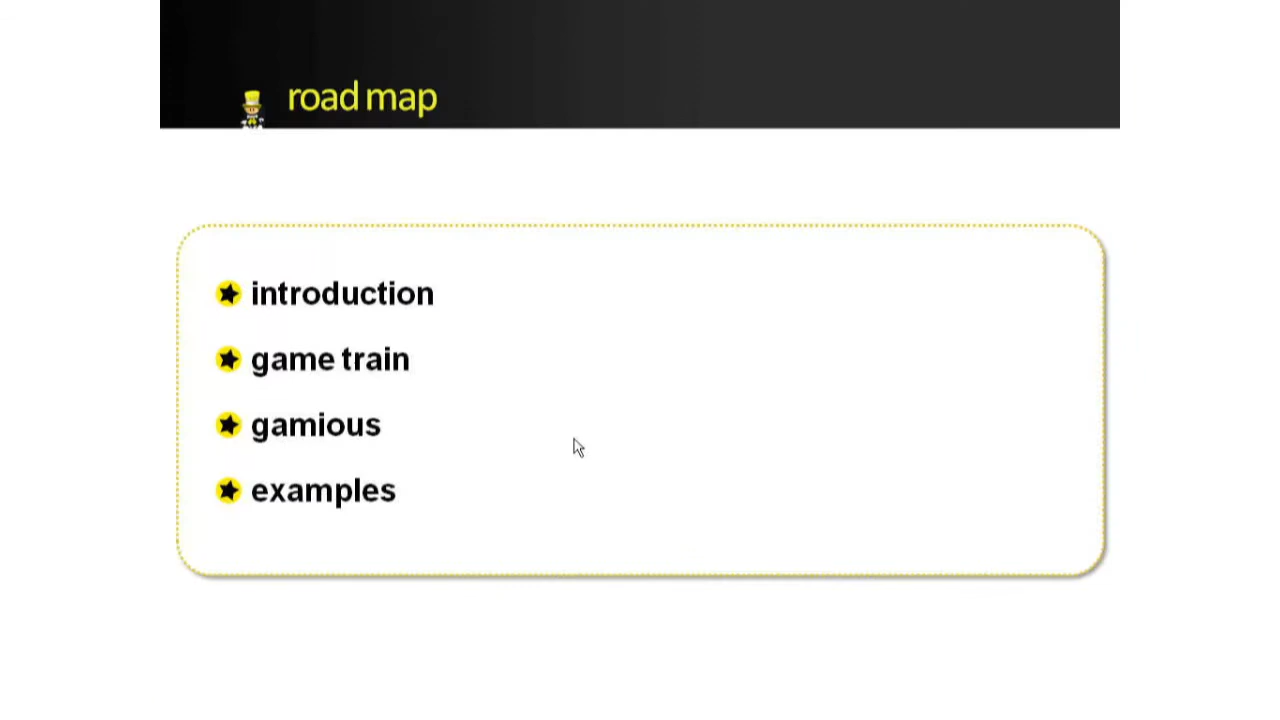 road map
introduction
game train
gamious
examples